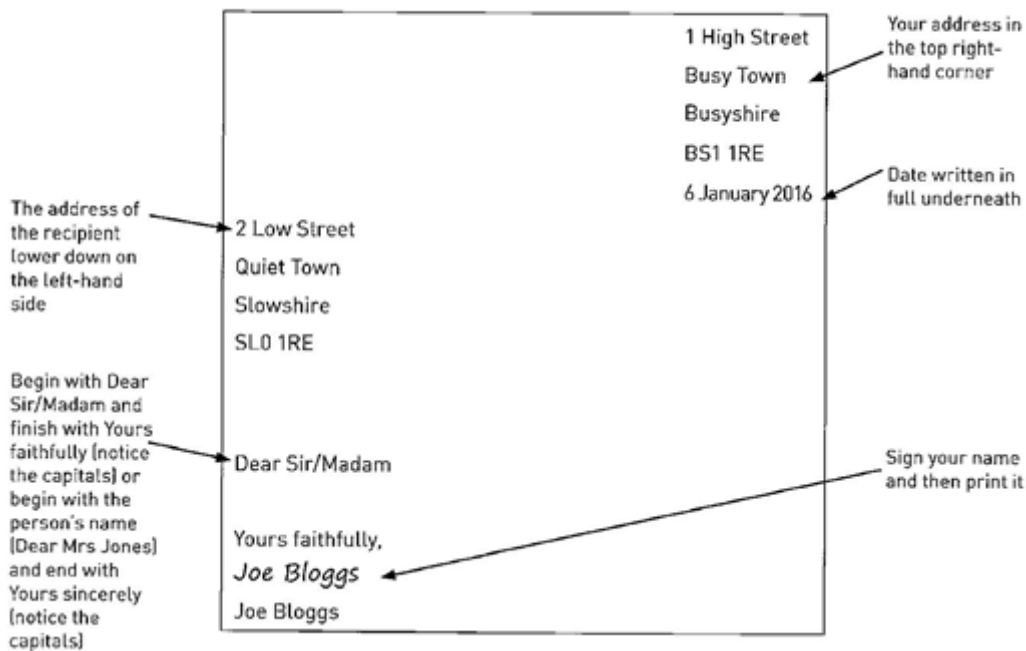 1 High Street
Busy Town
Busyshire
BS1 1RE
6 January 2016
Your address in
the top right-
hand corner
Date written in
full underneath
The address of
the recipient
lower down on
the left-hand
side
2 Low Street
Quiet Town
Slowshire
SL0 1RE
Begin with Dear
Sir/Madam and
finish with Yours
faithfully (notice
the capitals) or
begin with the
person's name
(Dear Mrs Jones)
and end with
Yours sincerely
(notice the
capitals)
Dear Sir/Madam
Sign your name
and then print it
Yours faithfully,
Joe Bloggs
Joe Bloggs